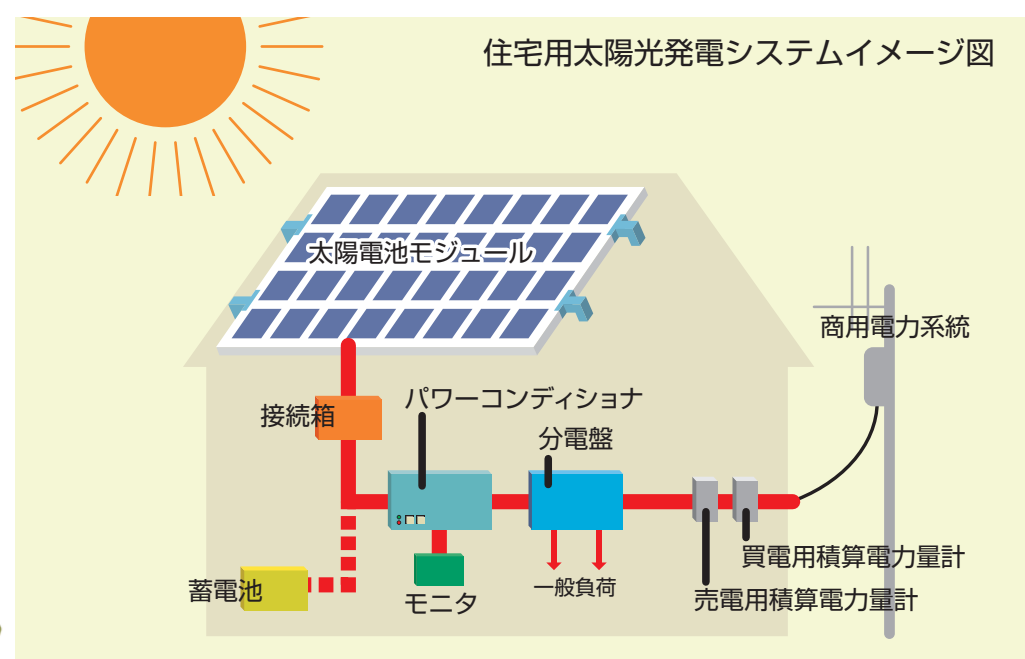 住宅用太陽光発電システムイメージ図
太陽電池モジュール
商用電力系統
接続箱
パワーコンディショナ
分電盤
買電用積算電力量計
蓄電池
モニタ
一般負荷
売電用積算電力量計